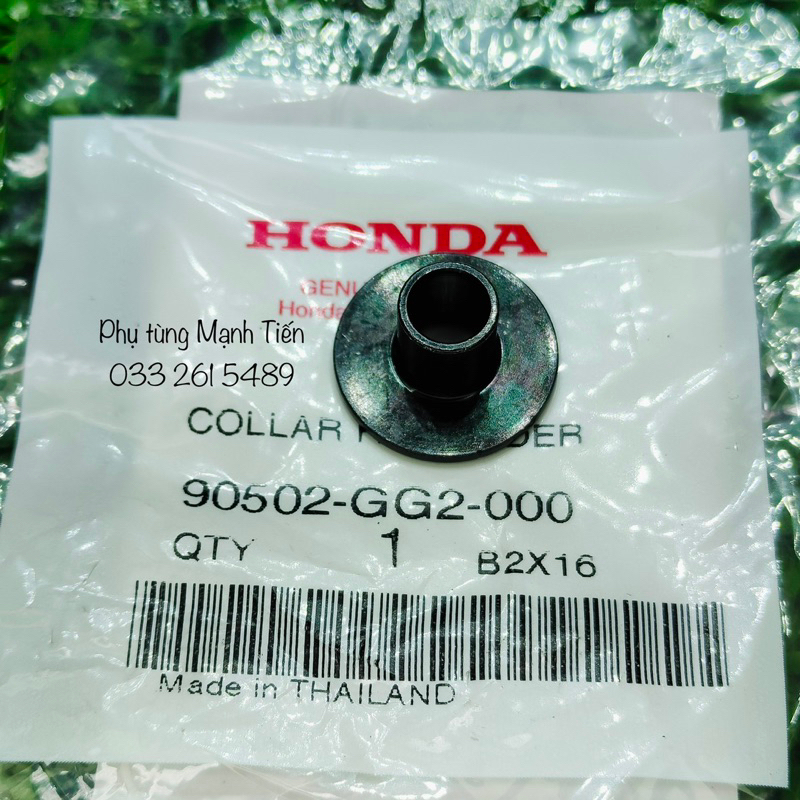 HONDA
GENU
Honda
Phụ tùng Mạnh Tiến
033 261 5489
COLLAR
90502-GG2-000
QTY 1 B2X16
Made in THAILAND